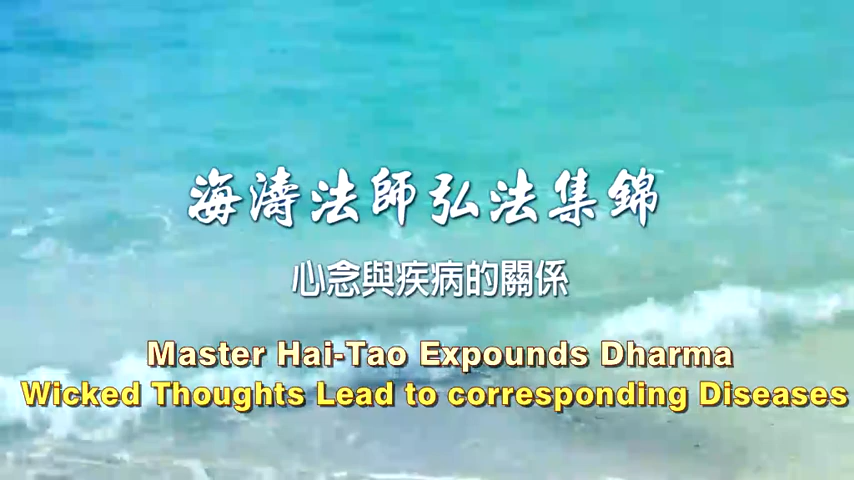 海濤法師弘法集錦
心念與疾病的關係
Master Hai-Tao Expounds Dharma
Wicked Thoughts Lead to corresponding Diseases